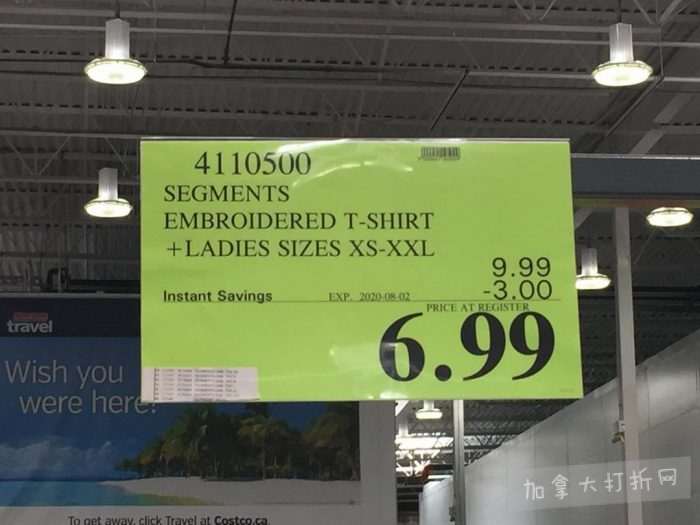 4110500
SEGMENTS
EMBROIDERED T-SHIRT
+LADIES SIZES XS-XXL
9.99
Instant Savings EXP. 2020-08-02 -3.00
PRICE AT REGISTER
6.99
travel
Wish you
were here!
To get away, click Travel at Costco.ca
加拿大打折网